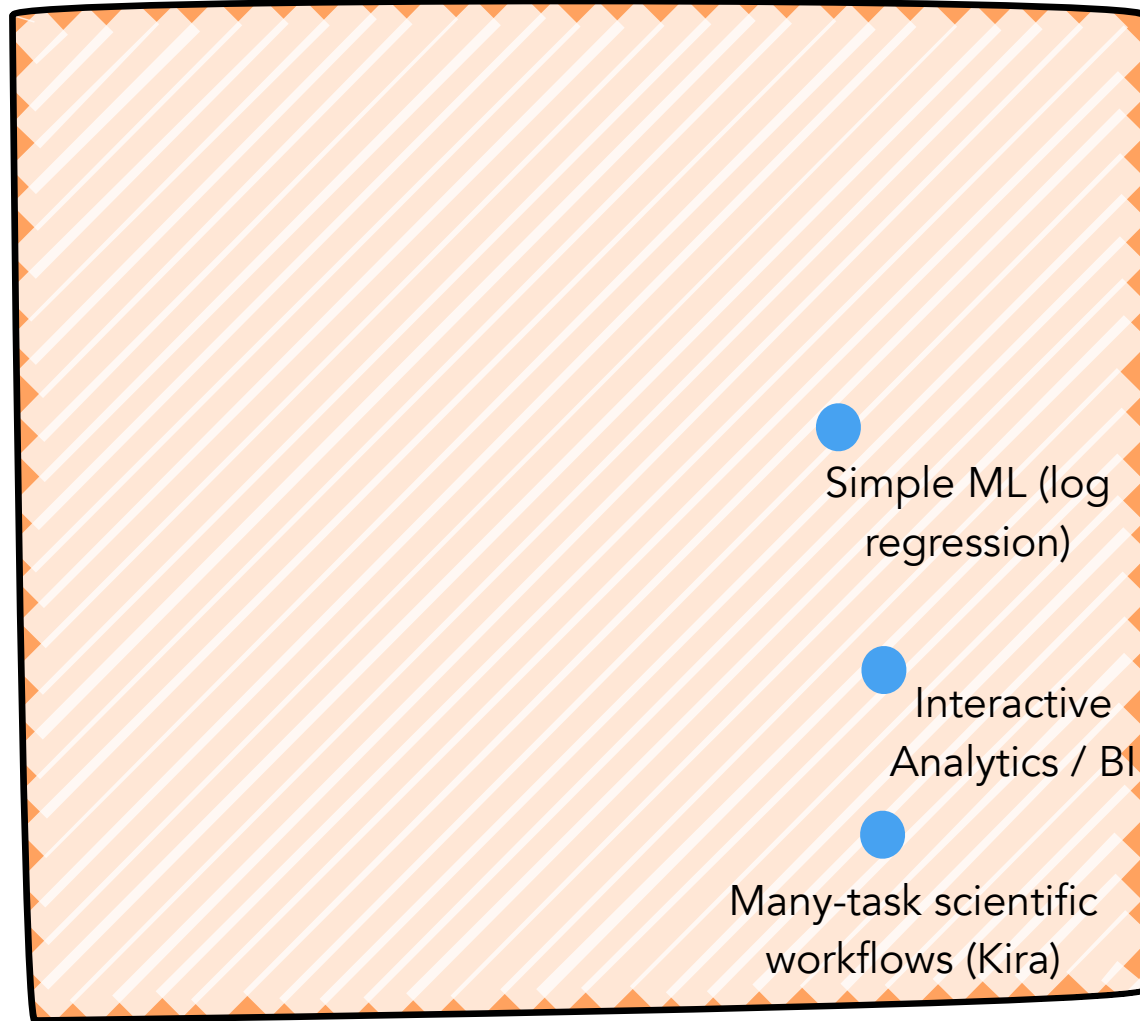 Simple ML (log
regression)
Interactive
Analytics / BI
Many-task scientific
workflows (Kira)